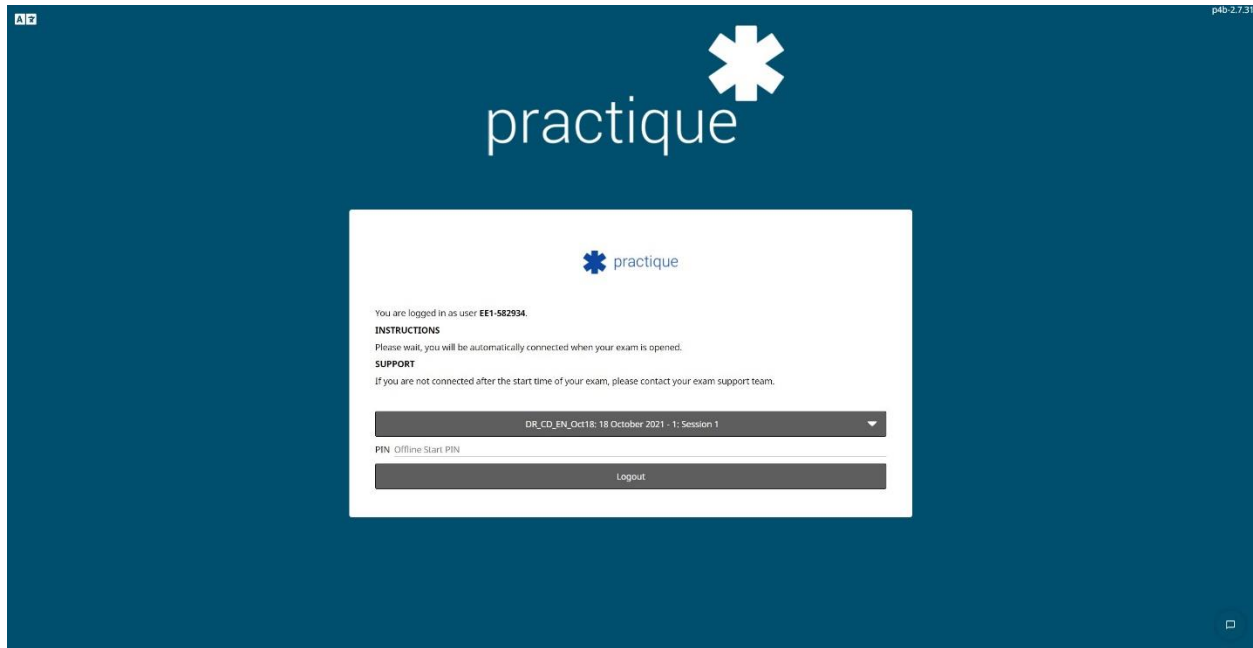 p4b-2.7.31
practique
practique
You are logged in as user EE1-582934.
INSTRUCTIONS
Please wait, you will be automatically connected when your exam is opened.
SUPPORT
If you are not connected after the start time of your exam, please contact your exam support team.
DR_CD_EN_Oct18: 18 October 2021 - 1: Session 1
PIN Offline Start PIN
Logout